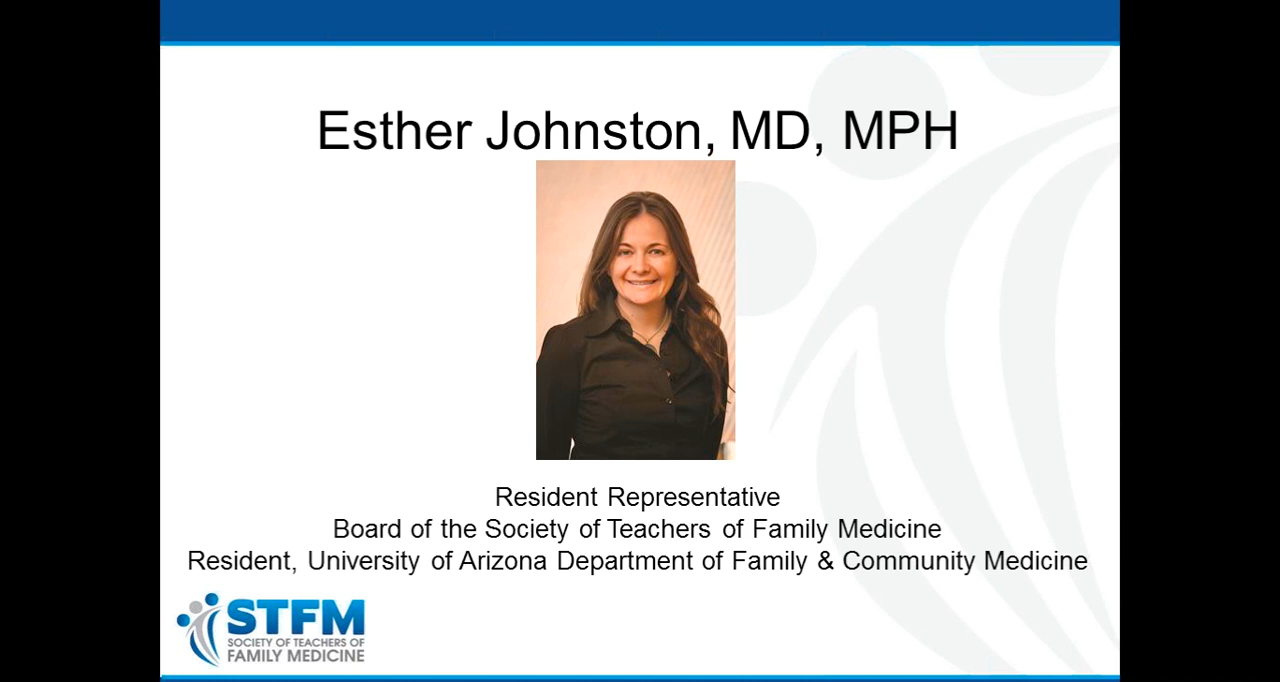 Esther Johnston, MD, MPH
Resident Representative
Board of the Society of Teachers of Family Medicine
Resident, University of Arizona Department of Family & Community Medicine
STFM
SOCIETY OF TEACHERS OF
FAMILY MEDICINE